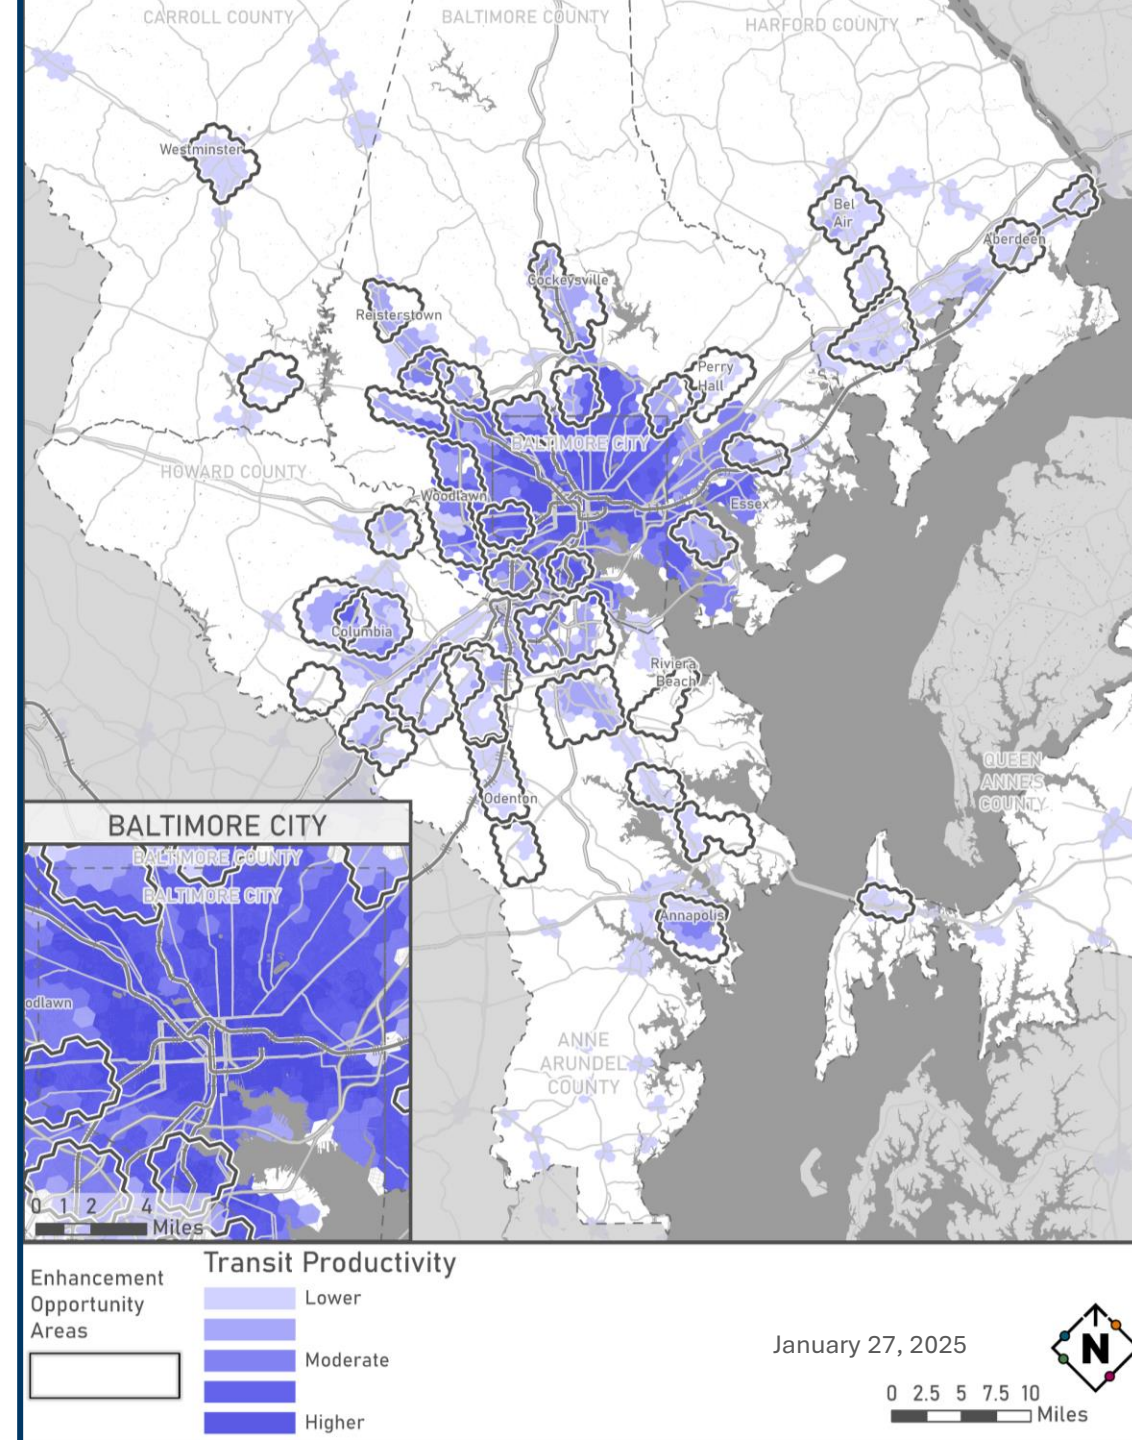 CARROLL COUNTY
BALTIMORE COUNTY
HARFORD COUNTY
Westminster
Bel
Air
Aberdeen
Cockeysville
Reisterstown
Perry
Hall
BALTIMORE CITY
HOWARD COUNTY
Woodlawn
Essex
Columbia
Riviera
Beach
QUEEN
ANNE'S
COUNTY
Odenton
Annapolis
ANNE
ARUNDEL
COUNTY
BALTIMORE CITY
BALTIMORE COUNTY
BALTIMORE CITY
odlawn
0 1 2 4
Miles
Enhancement
Opportunity
Areas
Transit Productivity
Lower
Moderate
Higher
January 27, 2025
N
0 2.5 5 7.5 10
Miles